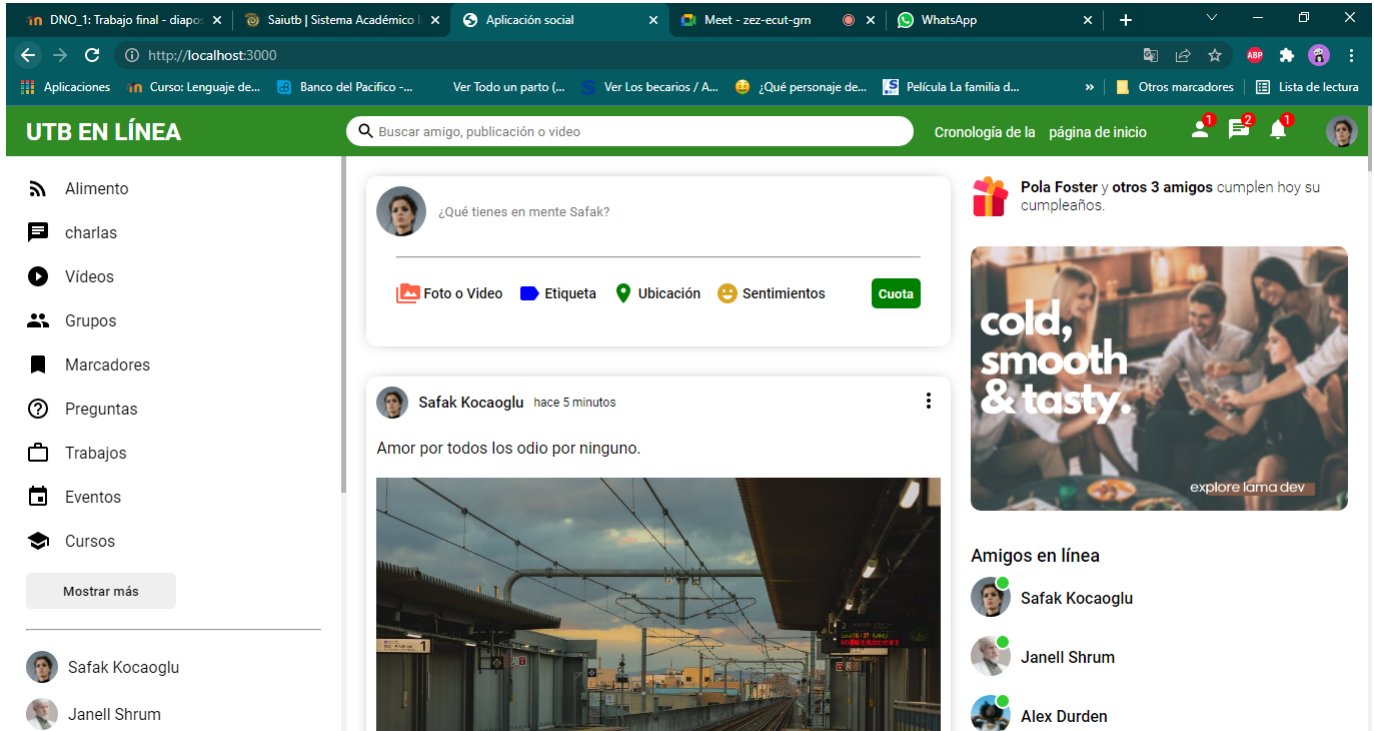 DNO_1: Trabajo final - diapos
Saiutb | Sistema Académico I
Aplicación social
Meet - zez-ecut-grn
WhatsApp
http://localhost:3000
ABP
Aplicaciones
Curso: Lenguaje de...
Banco del Pacifico -...
Ver Todo un parto (...
Ver Los becarios / A...
¿Qué personaje de...
Película La familia d...
»
Otros marcadores
Lista de lectura
UTB EN LÍNEA
Buscar amigo, publicación o video
Cronología de la página de inicio
1
2
1
Alimento
charlas
Vídeos
Grupos
Marcadores
Preguntas
Trabajos
Eventos
Cursos
Mostrar más
Safak Kocaoglu
Janell Shrum
¿Qué tienes en mente Safak?
Foto o Video
Etiqueta
Ubicación
Sentimientos
Cuota
Safak Kocaoglu hace 5 minutos
Amor por todos los odio por ninguno.
1
Pola Foster y otros 3 amigos cumplen hoy su
cumpleaños.
cold,
smooth
& tasty.
explore lama dev
Amigos en línea
Safak Kocaoglu
Janell Shrum
Alex Durden